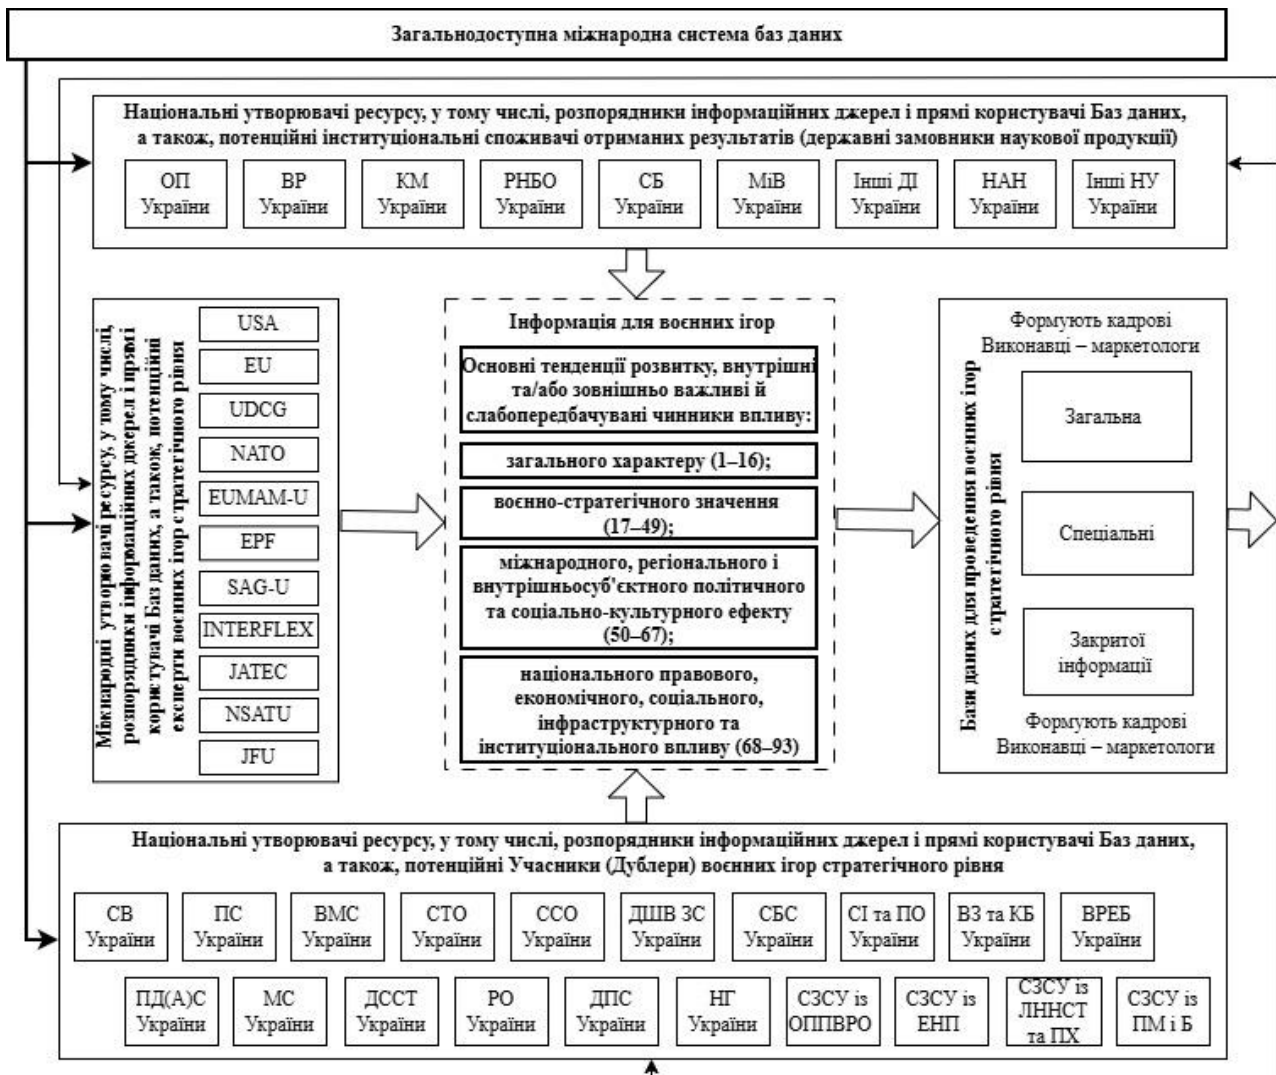 Загальнодоступна міжнародна система баз даних
Національні утворювачі ресурсу, у тому числі, розпорядники інформаційних джерел і прямі користувачі Баз даних,
а також, потенційні інституціональні споживачі отриманих результатів (державні замовники наукової продукції)
ОП
України
ВР
України
КМ
України
РНБО
України
СБ
України
МіВ
України
Інші ДІ
України
НАН
України
Інші НУ
України
Міжнародні утворювачі ресурсу, у тому числі,
розпорядники інформаційних джерел і прямі
користувачі Баз даних, а також, потенційні
експерти воєнних ігор стратегічного рівня
USA
EU
UDCG
NATO
EUMAM-U
EPF
SAG-U
INTERFLEX
JATEC
NSATU
JFU
Інформація для воєнних ігор
Основні тенденції розвитку, внутрішні
та/або зовнішньо важливі й
слабопередбачувані чинники впливу:
загального характеру (1–16);
воєнно-стратегічного значення
(17–49);
міжнародного, регіонального і
внутрішньосуб'єктного політичного
та соціально-культурного ефекту
(50–67);
національного правового,
економічного, соціального,
інфраструктурного та
інституціонального впливу (68–93)
Бази даних для проведення воєнних ігор
стратегічного рівня
Формують кадрові
Виконавці – маркетологи
Загальна
Спеціальні
Закритої
інформації
Формують кадрові
Виконавці – маркетологи
Національні утворювачі ресурсу, у тому числі, розпорядники інформаційних джерел і прямі користувачі Баз даних,
а також, потенційні Учасники (Дублери) воєнних ігор стратегічного рівня
СВ
України
ПС
України
ВМС
України
СТО
України
ССО
України
ДШВ ЗС
України
СБС
України
СІ та ПО
України
ВЗ та КБ
України
ВРЕБ
України
ПД(А)С
України
МС
України
ДССТ
України
РО
України
ДПС
України
НГ
України
СЗСУ із
ОППВРО
СЗСУ із
ЕНП
СЗСУ із
ЛННСТ
та ПХ
СЗСУ із
ПМ і Б